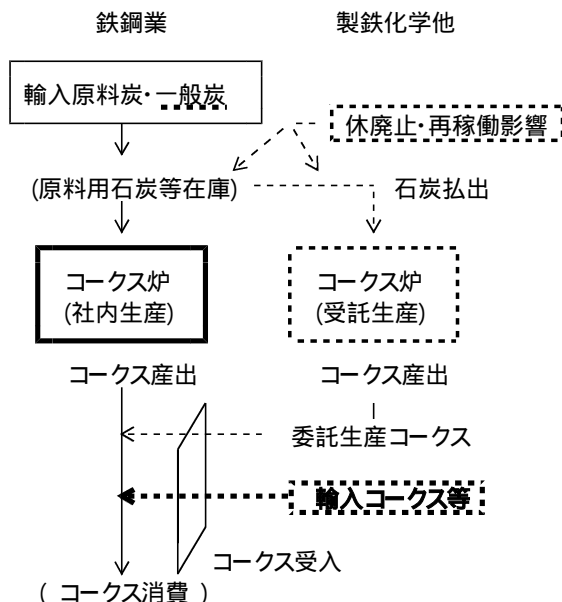 鉄鋼業 製鉄化学他
輸入原料炭・一般炭
休廃止・再稼働影響
(原料用石炭等在庫) 石炭払出
コークス炉 コークス炉
(社内生産) (受託生産)
コークス産出 コークス産出
委託生産コークス
輸入コークス等
コークス受入
( コークス消費 )